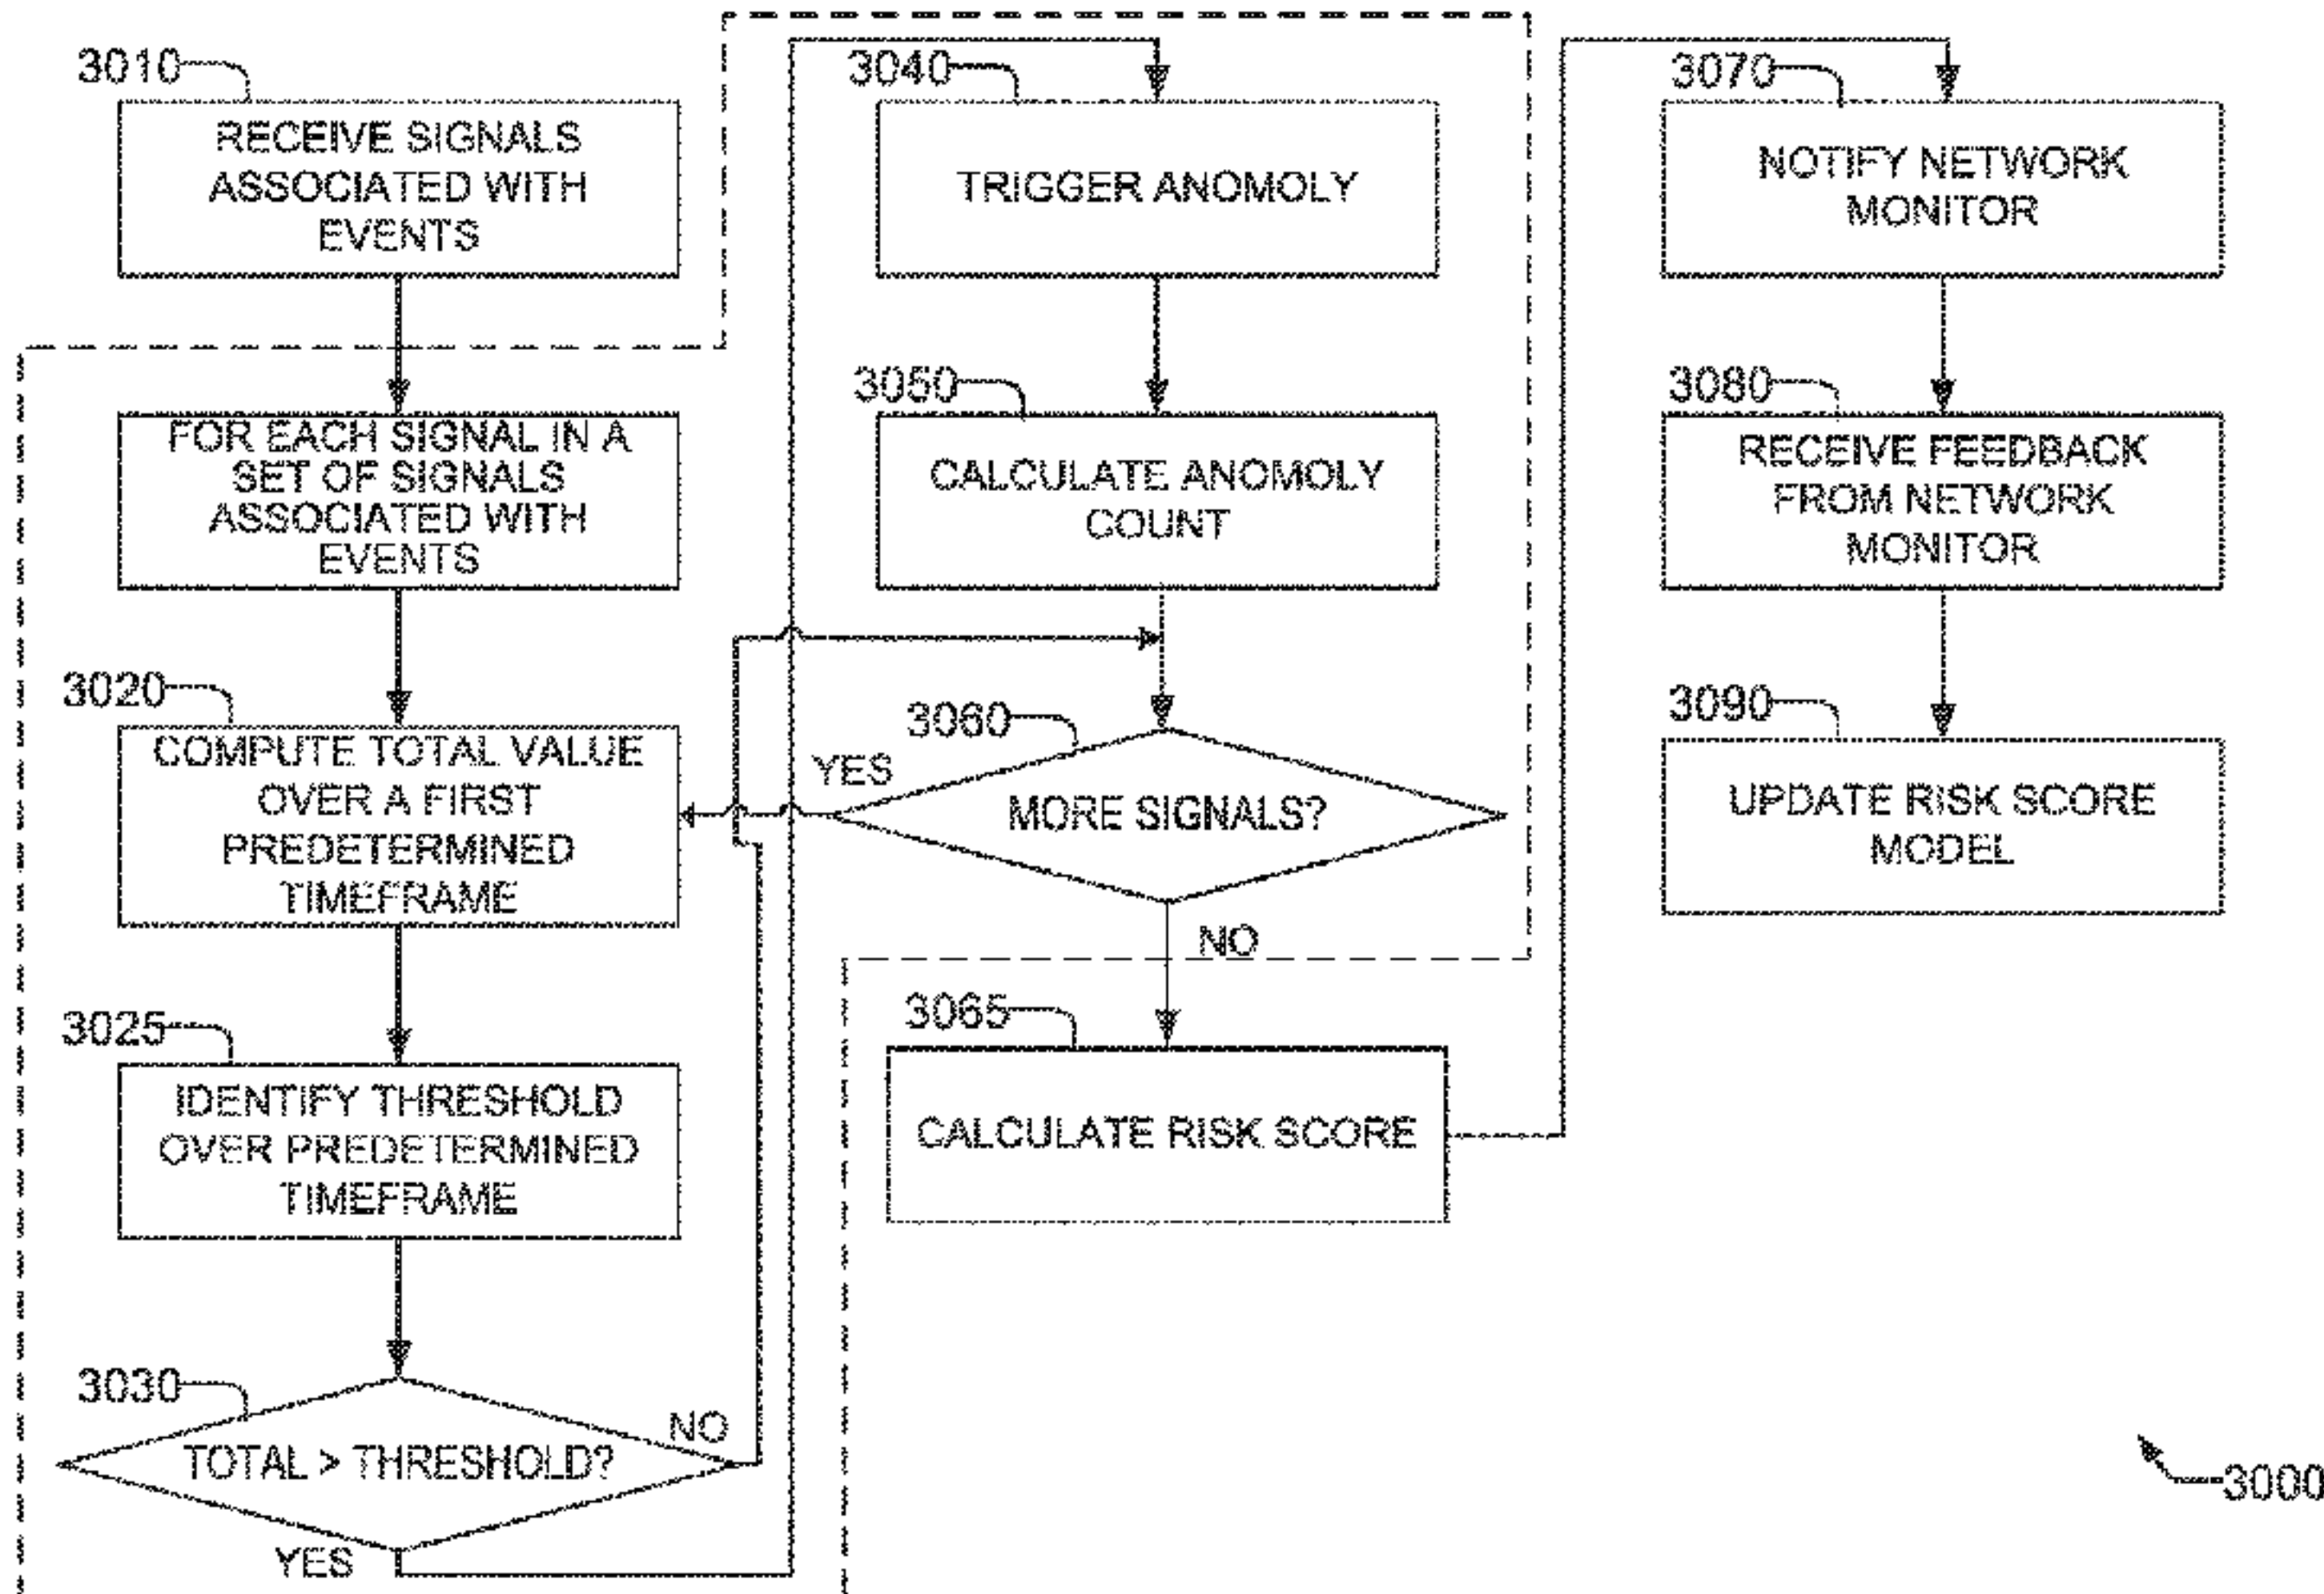 3010
RECEIVE SIGNALS
ASSOCIATED WITH
EVENTS
FOR EACH SIGNAL IN A
SET OF SIGNALS
ASSOCIATED WITH
EVENTS
3020
COMPUTE TOTAL VALUE
OVER A FIRST
PREDETERMINED
TIMEFRAME
3025
IDENTIFY THRESHOLD
OVER PREDETERMINED
TIMEFRAME
3030
TOTAL > THRESHOLD?
NO
YES
3040
TRIGGER ANOMOLY
3050
CALCULATE ANOMOLY
COUNT
3060
YES
MORE SIGNALS?
NO
3065
CALCULATE RISK SCORE
3070
NOTIFY NETWORK
MONITOR
3080
RECEIVE FEEDBACK
FROM NETWORK
MONITOR
3090
UPDATE RISK SCORE
MODEL
3000